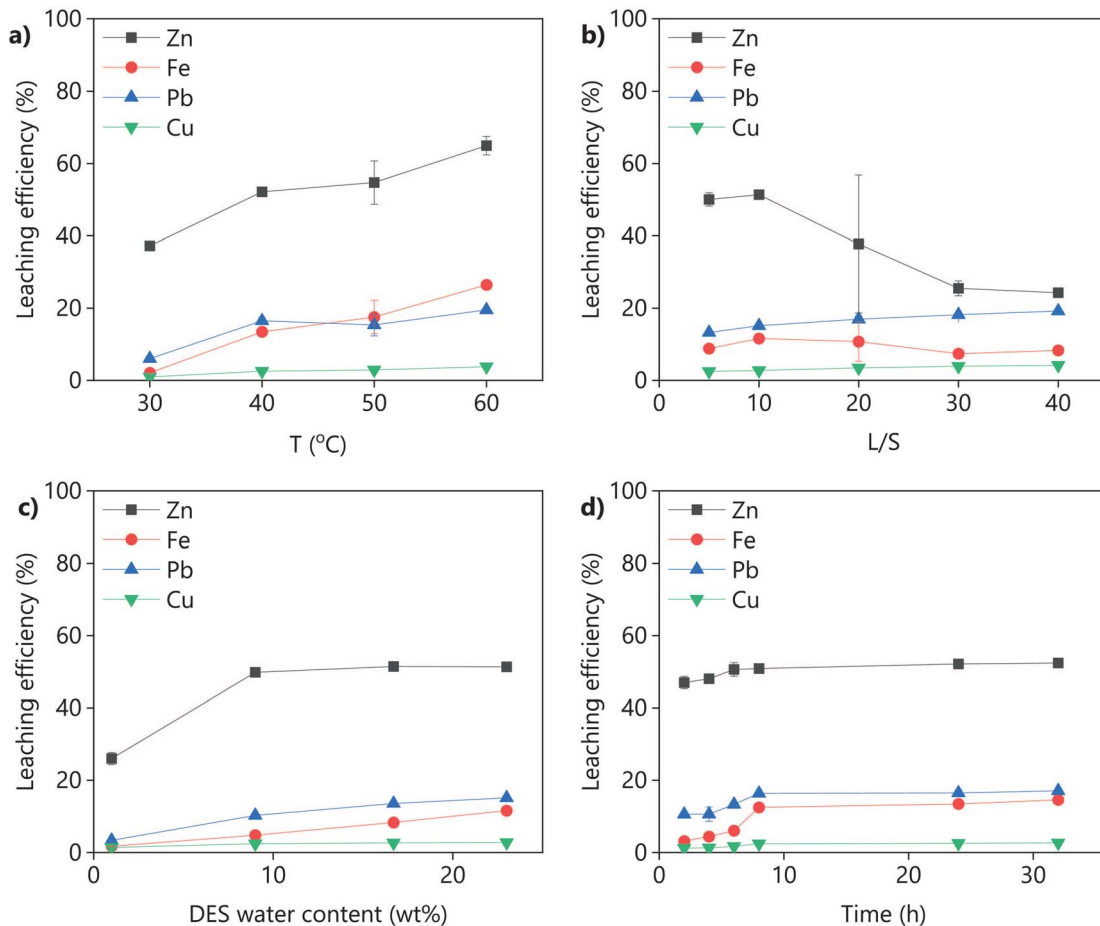 a)
Zn
Fe
Pb
Cu
Leaching efficiency (%)
100
80
60
40
20
0
30 40 50 60
T (°C)
b)
Zn
Fe
Pb
Cu
Leaching efficiency (%)
100
80
60
40
20
0
0 10 20 30 40
L/S
c)
Zn
Fe
Pb
Cu
Leaching efficiency (%)
100
80
60
40
20
0
0 10 20
DES water content (wt%)
d)
Zn
Fe
Pb
Cu
Leaching efficiency (%)
100
80
60
40
20
0
0 10 20 30
Time (h)